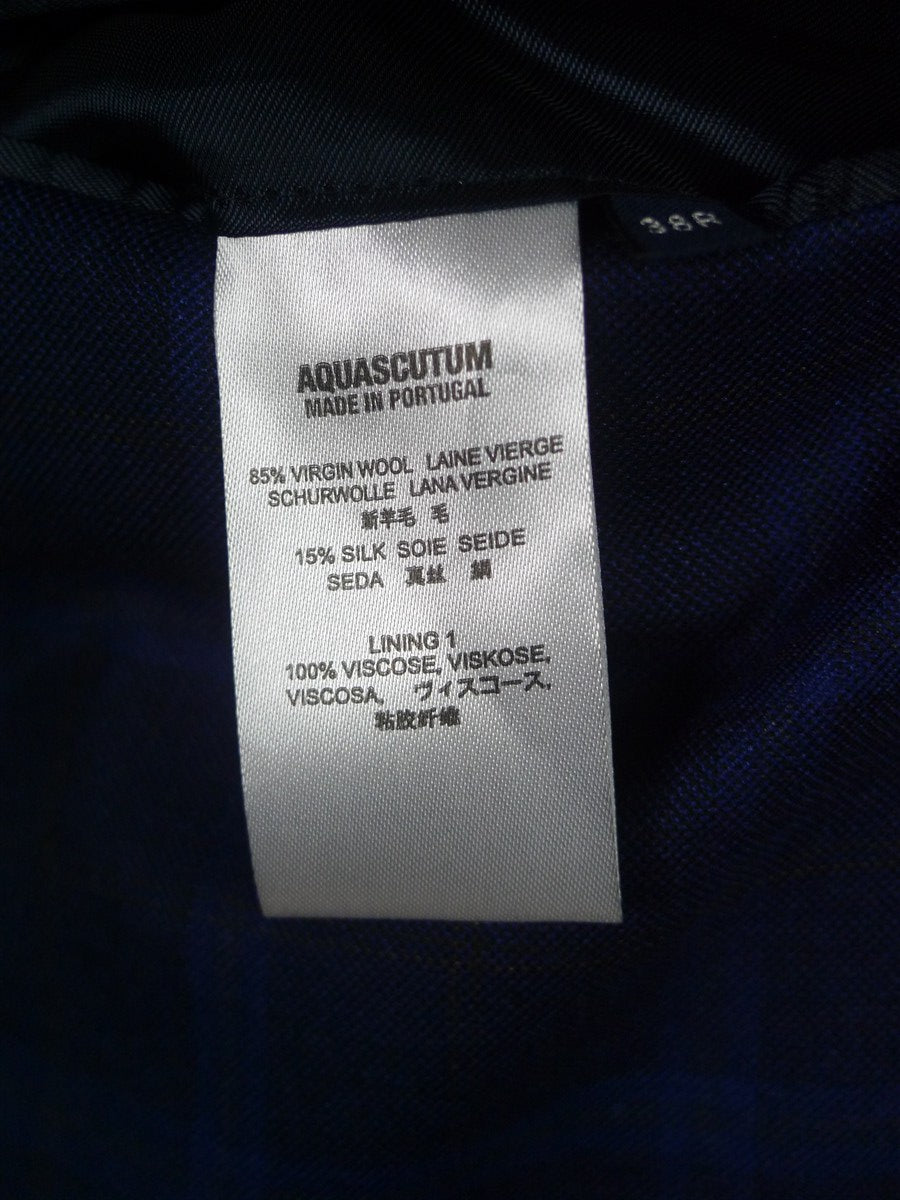 38R
AQUASCUTUM
MADE IN PORTUGAL
85% VIRGIN WOOL LAINE VIERGE
SCHURWOLLE LANA VERGINE
新羊毛 毛
15% SILK SOIE SEIDE
SEDA 真丝 絹
LINING 1
100% VISCOSE, VISKOSE,
VISCOSA, ヴィスコース,
粘胶纤维